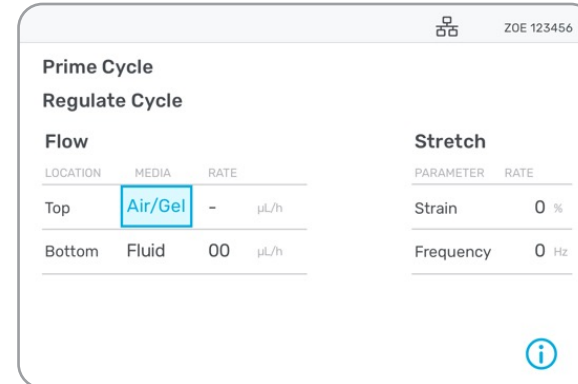 ZOE 123456
Prime Cycle
Regulate Cycle
Flow
LOCATION MEDIA RATE
Top Air/Gel - µL/h
Bottom Fluid 00 µL/h
Stretch
PARAMETER RATE
Strain 0 %
Frequency 0 Hz